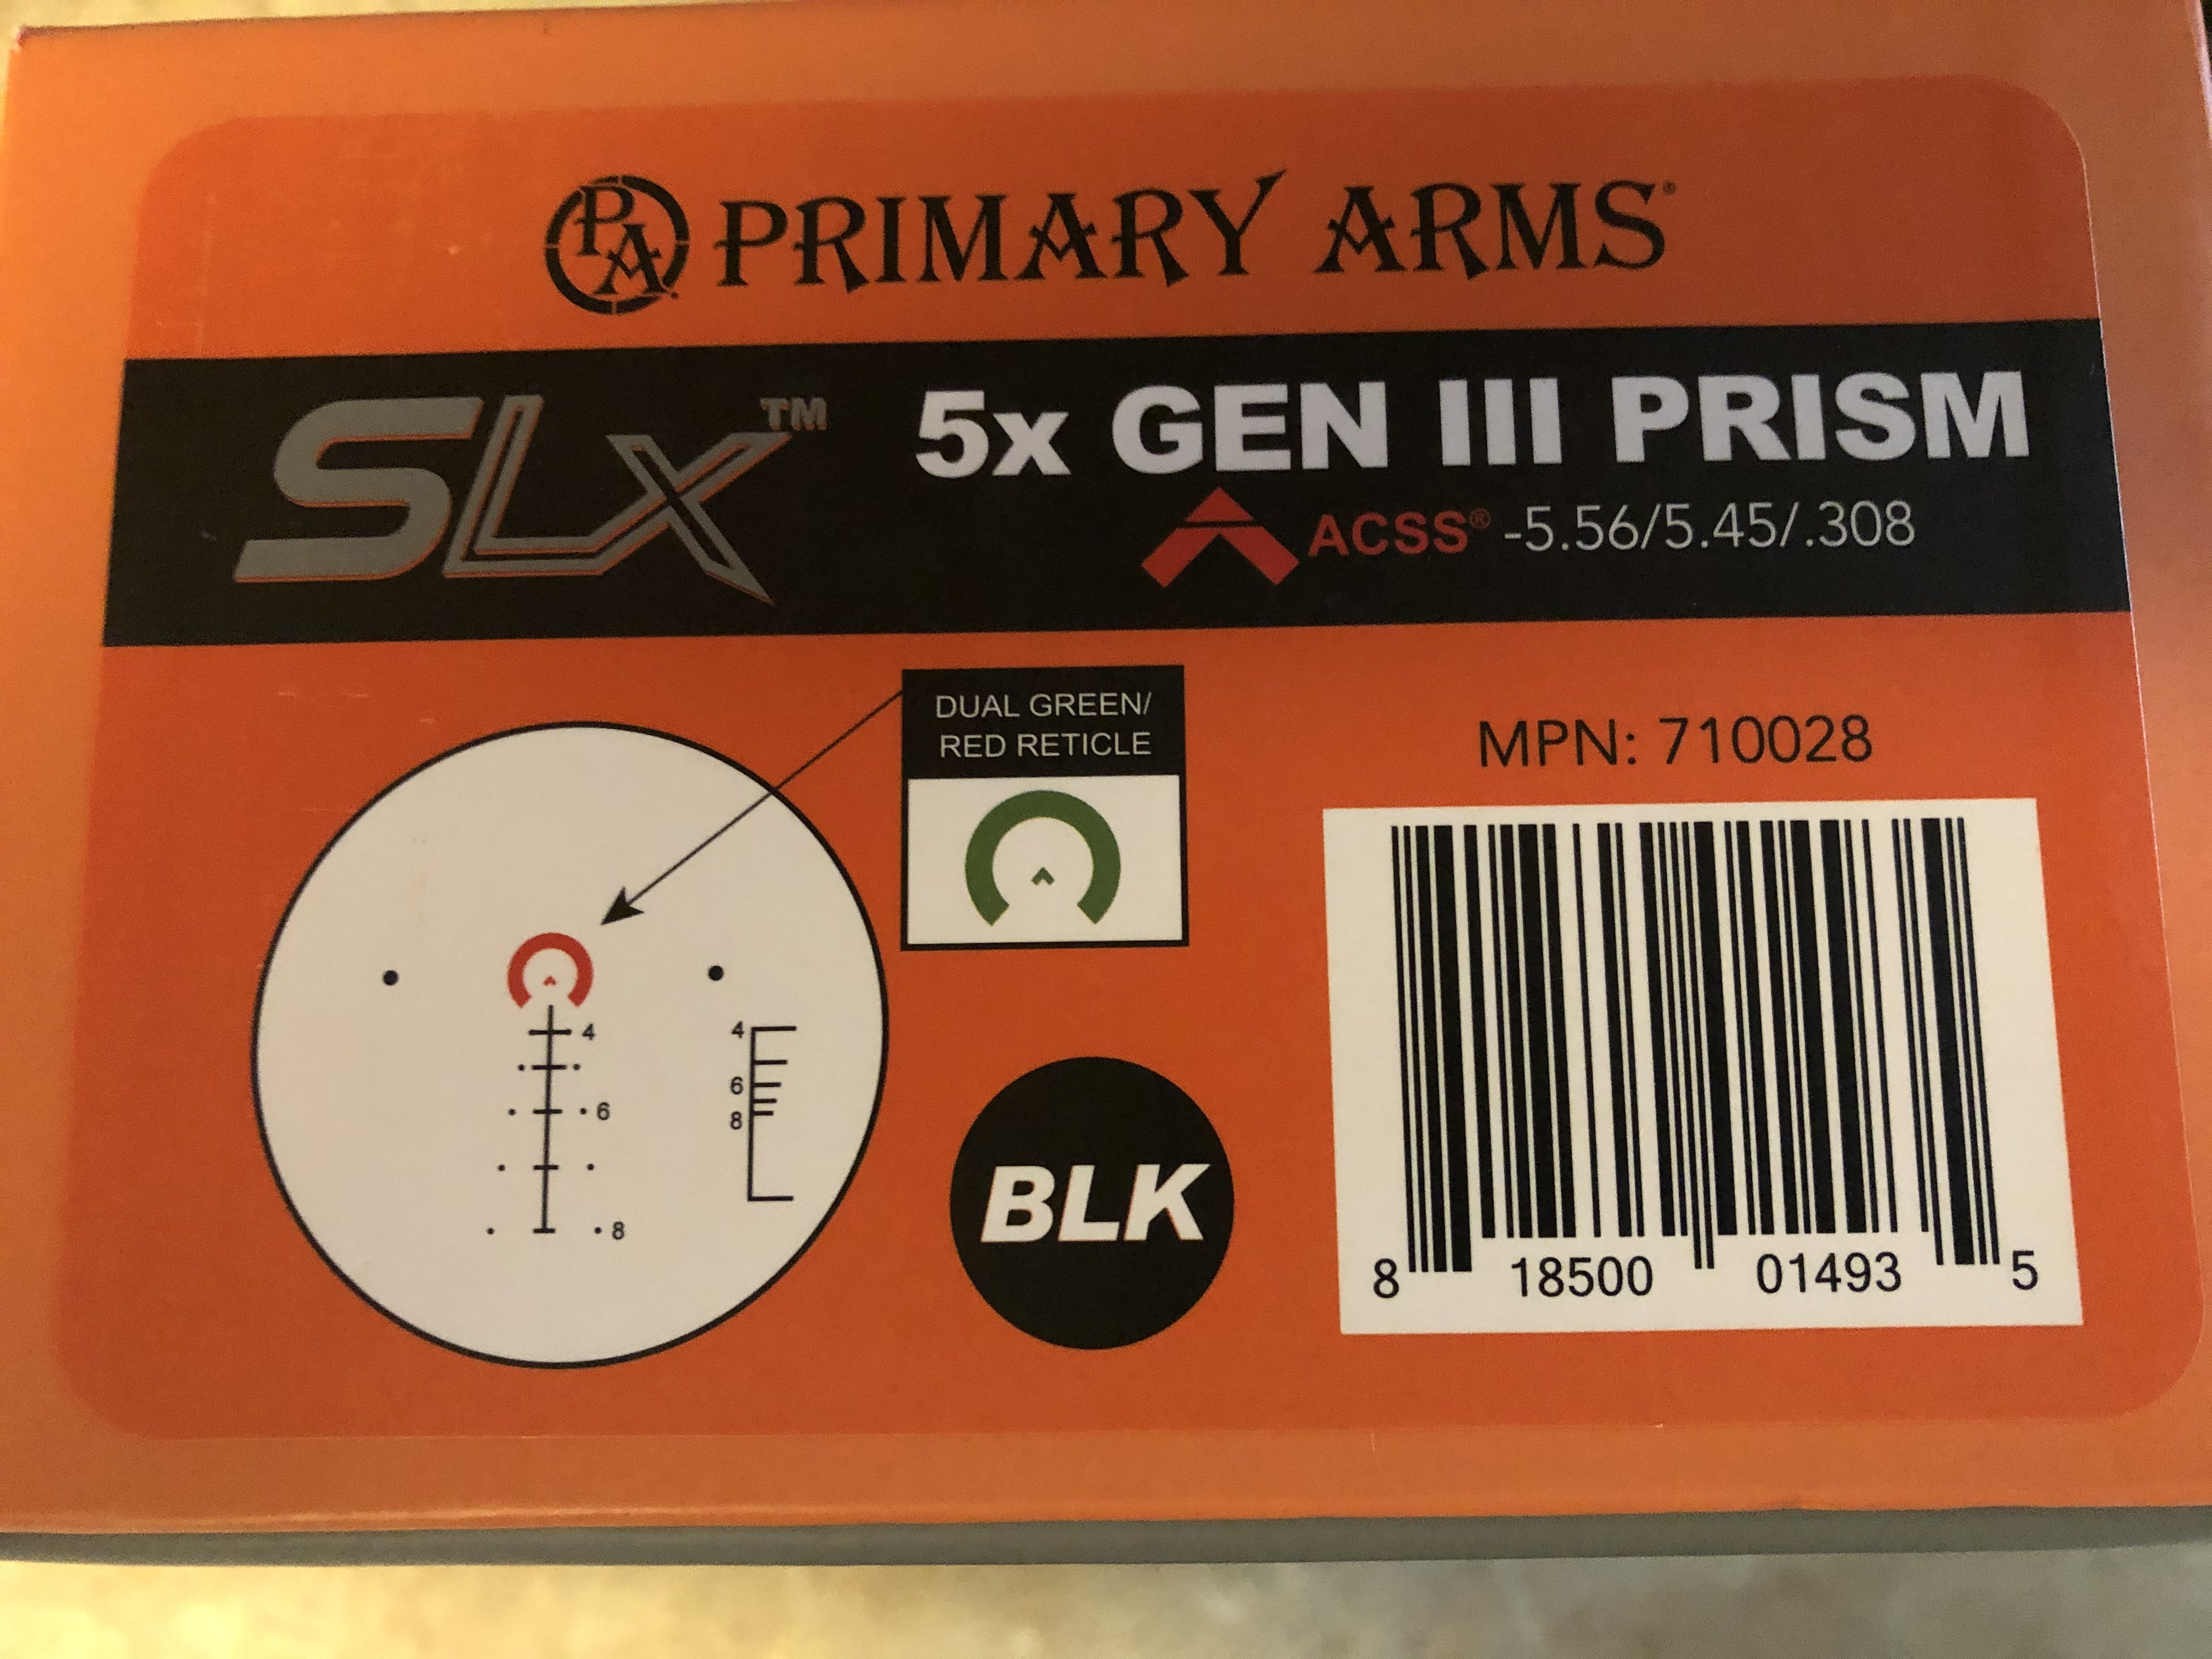 PA. PRIMARY ARMS®
SLx™ 5x GEN III PRISM
ACSS® -5.56/5.45/.308
DUAL GREEN/
RED RETICLE
MPN: 710028
4
6
8
4
6
8
BLK
8 18500 01493 5